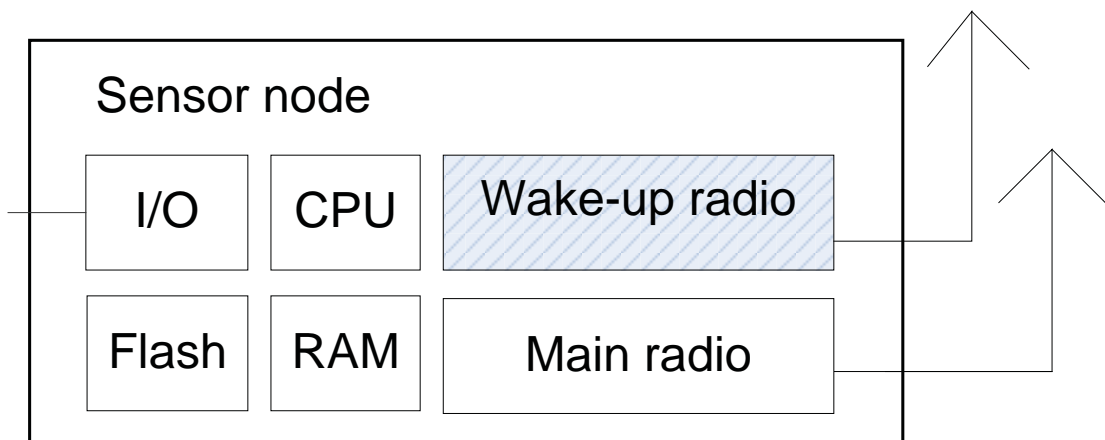 Sensor node
I/O
CPU
Wake-up radio
Flash
RAM
Main radio